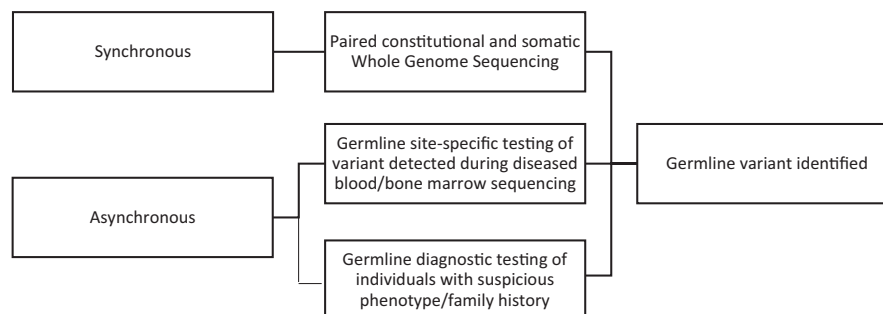 Synchronous
Paired constitutional and somatic
Whole Genome Sequencing
Asynchronous
Germline site-specific testing of
variant detected during diseased
blood/bone marrow sequencing
Germline diagnostic testing of
individuals with suspicious
phenotype/family history
Germline variant identified